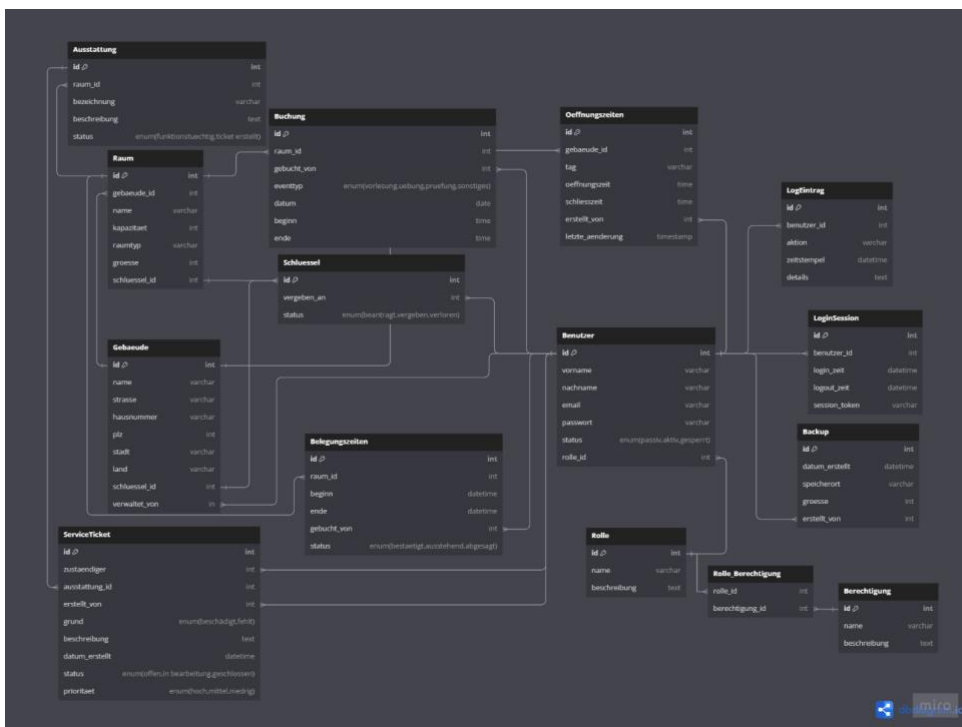 Ausstattung
id int
raum_id int
bezeichnung varchar
beschreibung text
status enum(funktionstuechtig,ticket erstellt)
Raum
id int
gebaeude_id int
name varchar
kapazitaet int
raumtyp varchar
groesse int
schluessel_id int
Buchung
id int
raum_id int
gebucht_von int
eventtyp enum(vorlesung,uebung,pruefung,sonstiges)
datum date
beginn time
ende time
Oeffnungszeiten
id int
gebaeude_id int
tag varchar
oeffnungszeit time
schliesszeit time
erstellt_von int
letzte_aenderung timestamp
LogEintrag
id int
benutzer_id int
aktion varchar
zeitstempel datetime
details text
Schluessel
id int
vergeben_an int
status enum(beantragt,vergeben,verloren)
LoginSession
id int
benutzer_id int
login_zeit datetime
logout_zeit datetime
session_token varchar
Gebaeude
id int
name varchar
strasse varchar
hausnummer varchar
plz int
stadt varchar
land varchar
schluessel_id int
verwaltet_von in
Benutzer
id int
vorname varchar
nachname varchar
email varchar
passwort varchar
status enum(passiv,aktiv,gesperrt)
rolle_id int
Backup
id int
datum_erstellt datetime
speicherort varchar
groesse int
erstellt_von int
Belegungszeiten
id int
raum_id int
beginn datetime
ende datetime
gebucht_von int
status enum(bestaetigt,ausstehend,abgesagt)
ServiceTicket
id int
zustaendiger int
ausstattung_id int
erstellt_von int
grund enum(beschädigt,fehlt)
beschreibung text
datum_erstellt datetime
status enum(offen,in bearbeitung,geschlossen)
prioritaet enum(hoch,mittel,niedrig)
Rolle
id int
name varchar
beschreibung text
Rolle_Berechtigung
rolle_id int
berechtigung_id int
Berechtigung
id int
name varchar
beschreibung text
miro